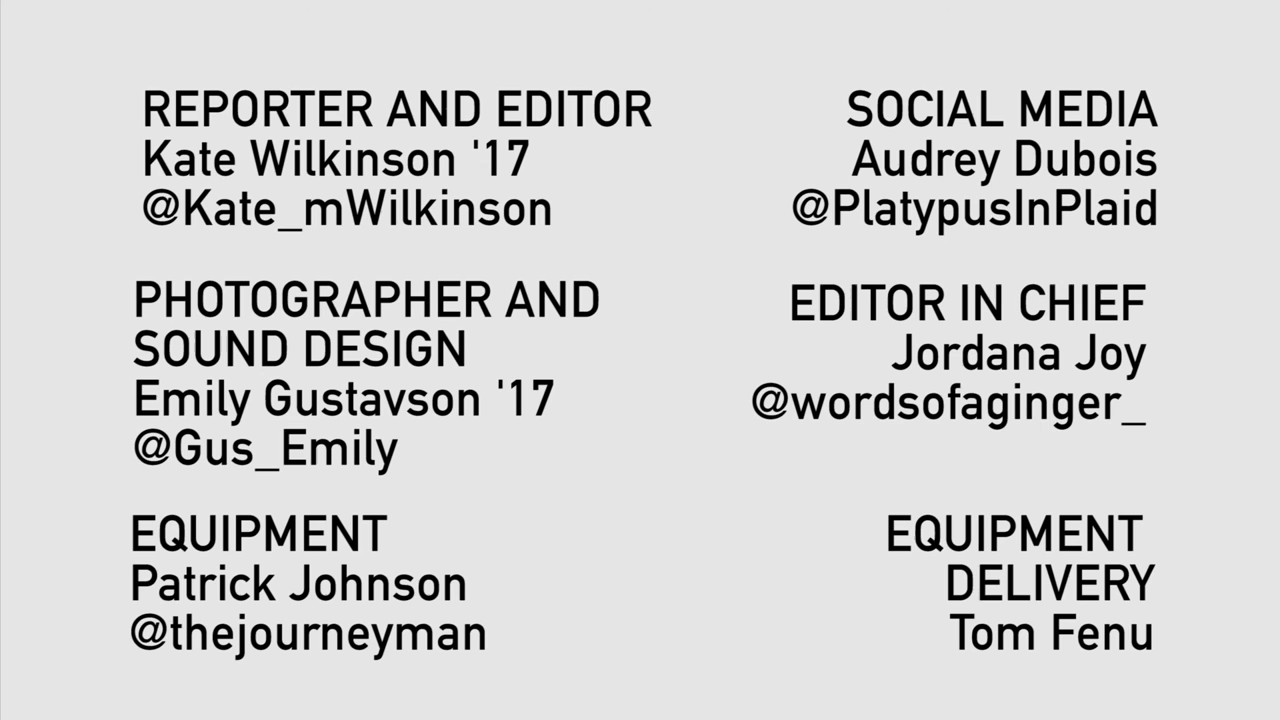 REPORTER AND EDITOR
Kate Wilkinson '17
@Kate_mWilkinson
PHOTOGRAPHER AND
SOUND DESIGN
Emily Gustavson '17
@Gus_Emily
EQUIPMENT
Patrick Johnson
@thejourneyman
SOCIAL MEDIA
Audrey Dubois
@PlatypusInPlaid
EDITOR IN CHIEF
Jordana Joy
@wordsofaginger_
EQUIPMENT
DELIVERY
Tom Fenu